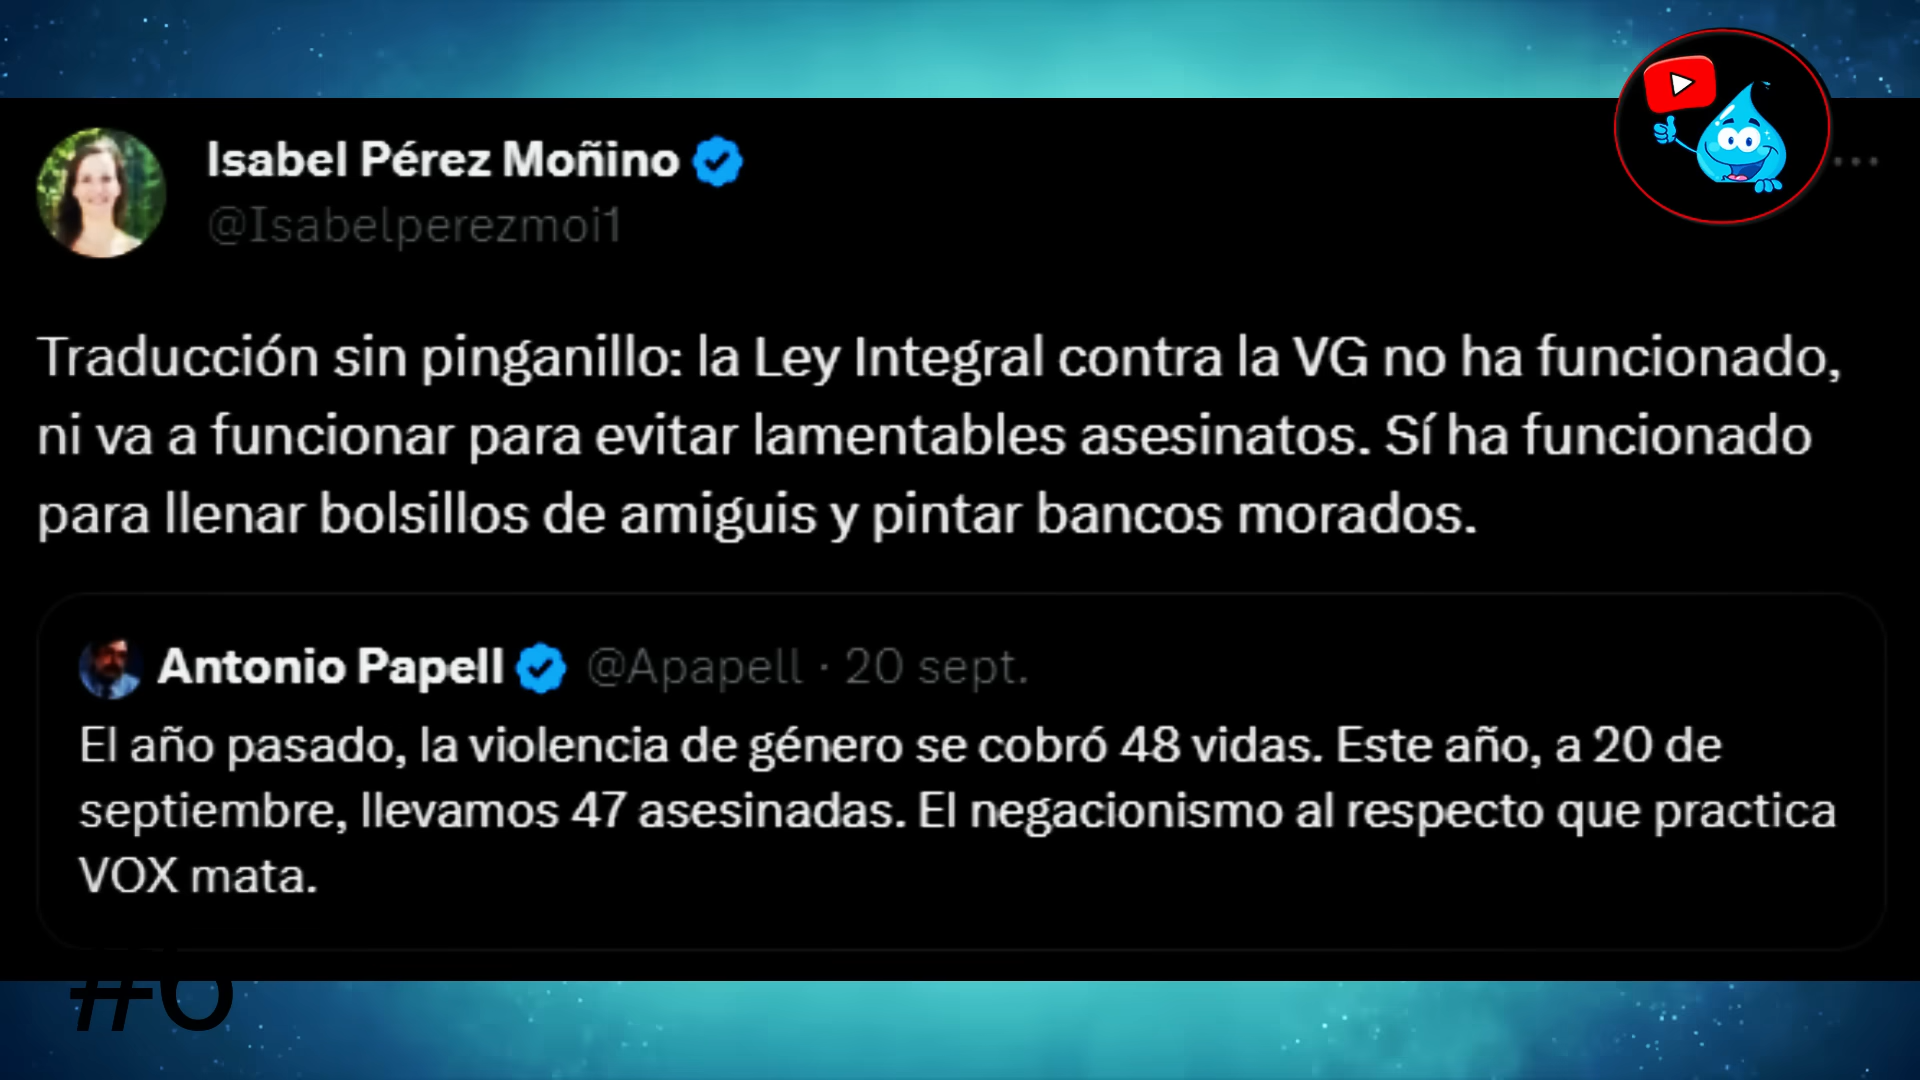 Isabel Pérez Moñino
@Isabelperezmoi1
Traducción sin pinganillo: la Ley Integral contra la VG no ha funcionado,
ni va a funcionar para evitar lamentables asesinatos. Sí ha funcionado
para llenar bolsillos de amiguis y pintar bancos morados.
Antonio Papell @Apapell · 20 sept.
El año pasado, la violencia de género se cobró 48 vidas. Este año, a 20 de
septiembre, llevamos 47 asesinadas. El negacionismo al respecto que practica
VOX mata.